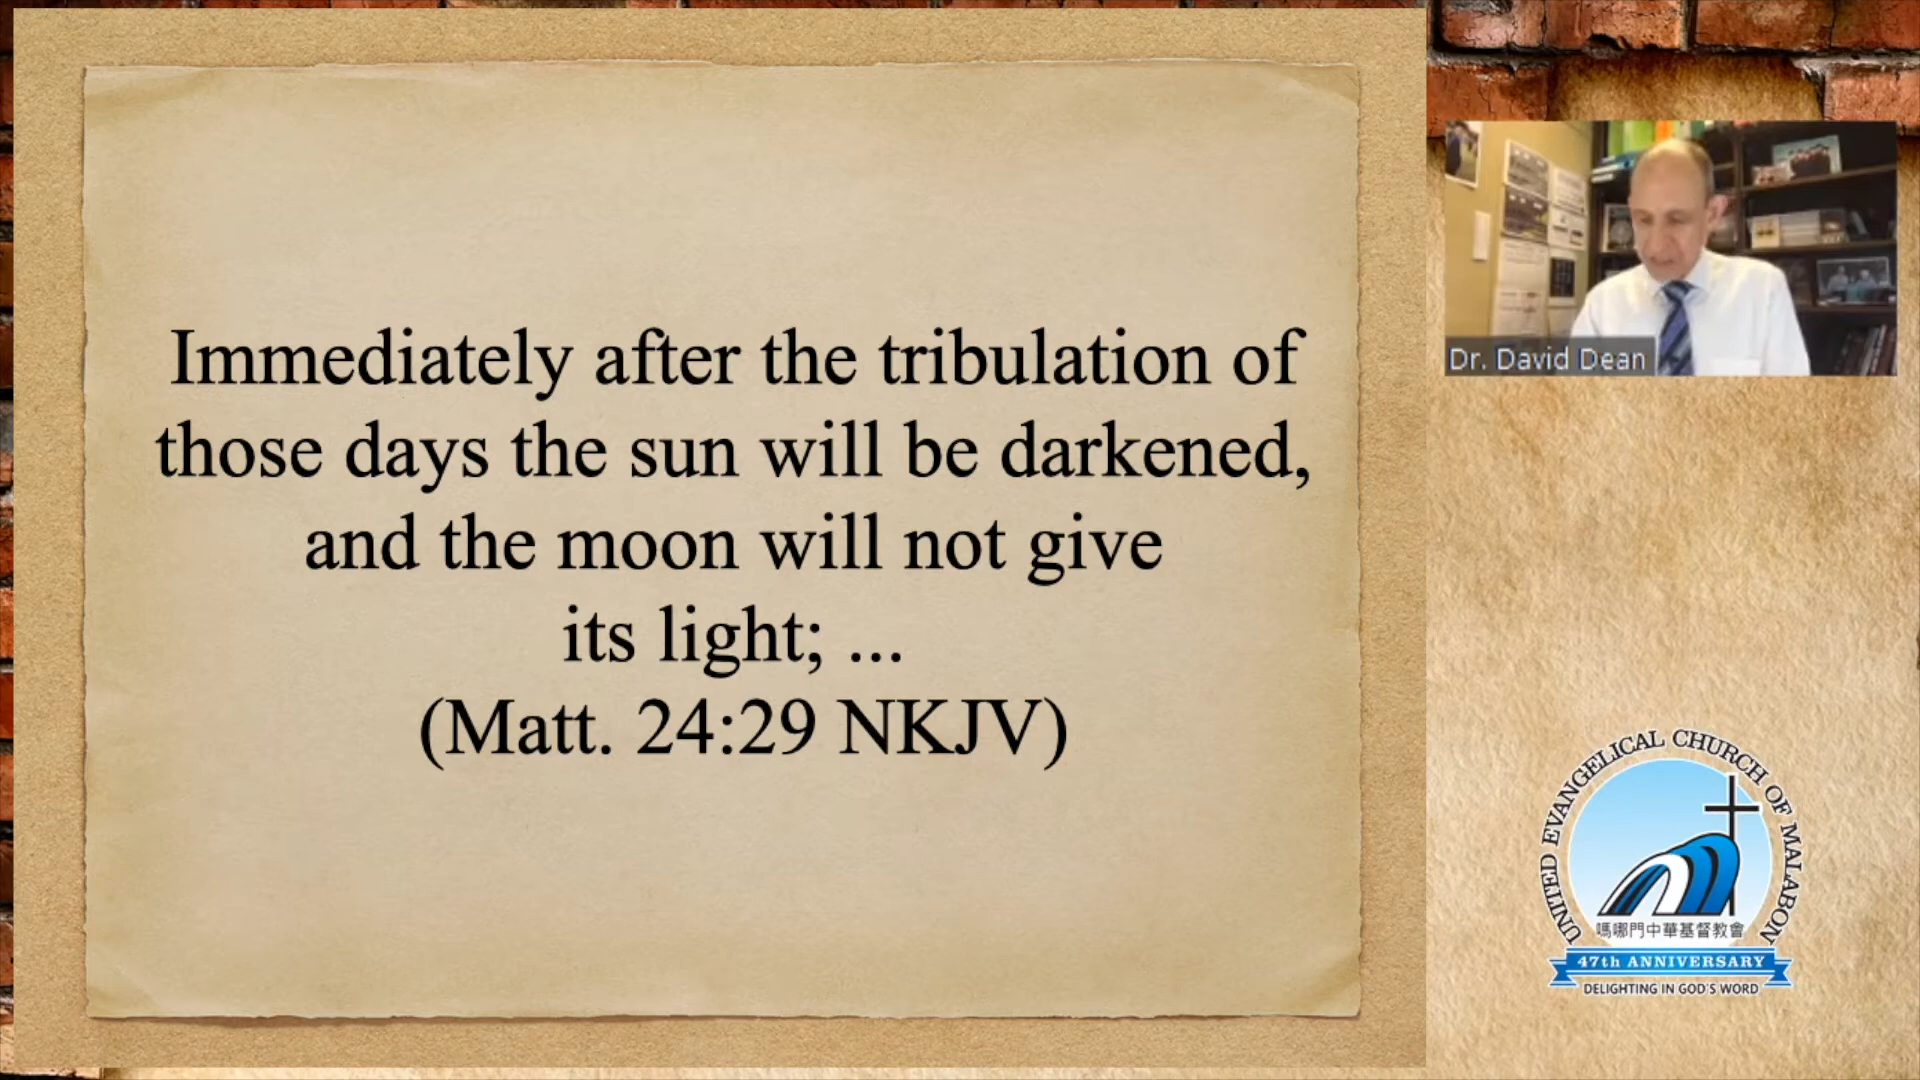 Immediately after the tribulation of
those days the sun will be darkened,
and the moon will not give
its light; ...
(Matt. 24:29 NKJV)
Dr. David Dean
UNITED EVANGELICAL CHURCH OF MALABON
嗎哪門中華基督教會
47th ANNIVERSARY
DELIGHTING IN GOD'S WORD